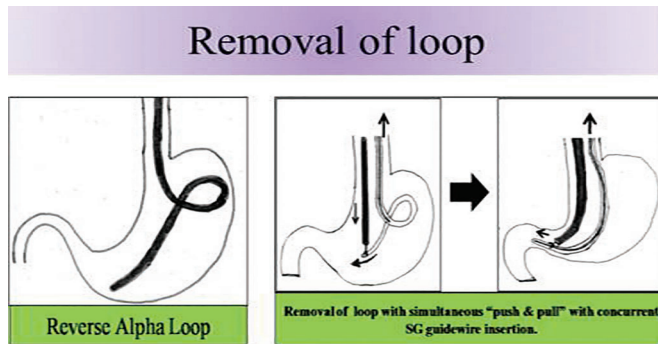 Removal of loop
Reverse Alpha Loop
Removal of loop with simultaneous “push & pull” with concurrent
SG guidewire insertion.